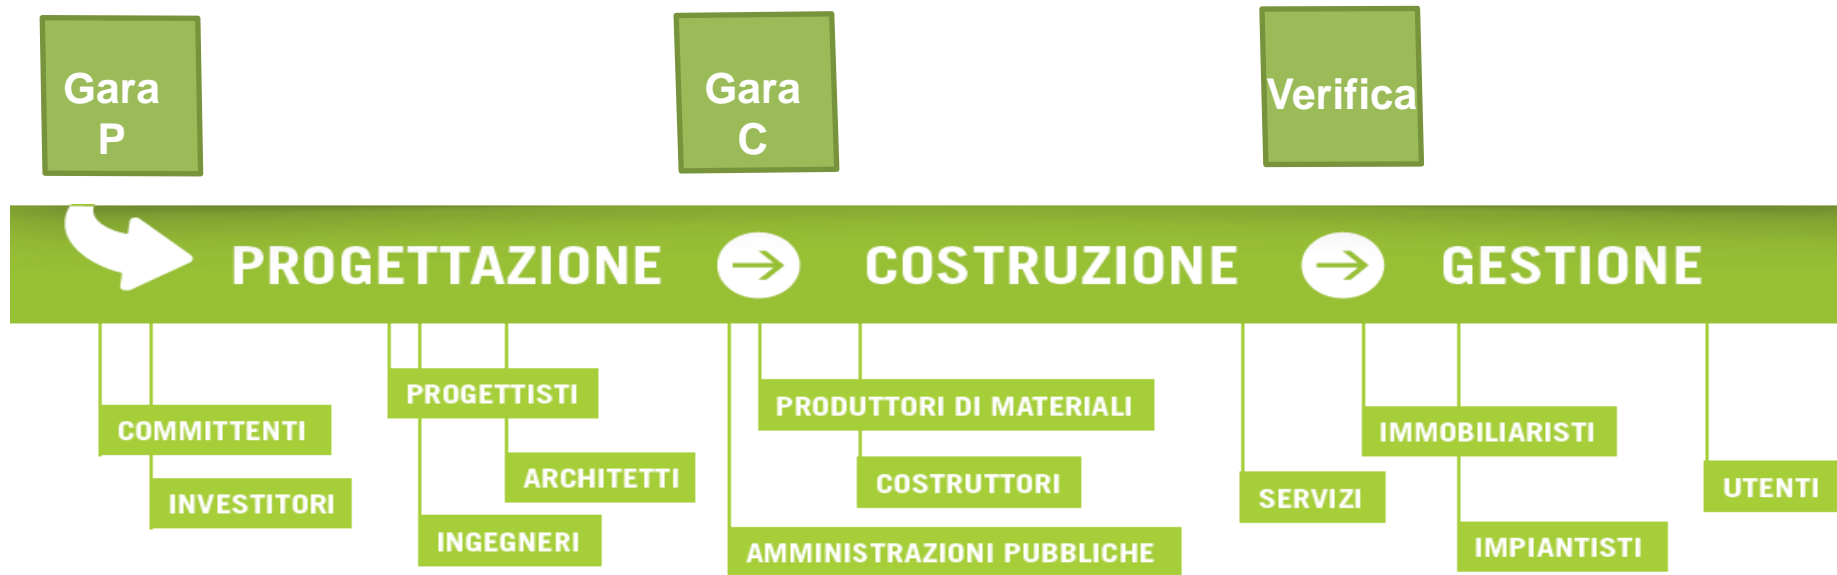 Gara
P
Gara
C
Verifica
PROGETTAZIONE
COSTRUZIONE
GESTIONE
COMMITTENTI
INVESTITORI
PROGETTISTI
ARCHITETTI
INGEGNERI
PRODUTTORI DI MATERIALI
COSTRUTTORI
AMMINISTRAZIONI PUBBLICHE
SERVIZI
IMMOBILIARISTI
IMPIANTISTI
UTENTI